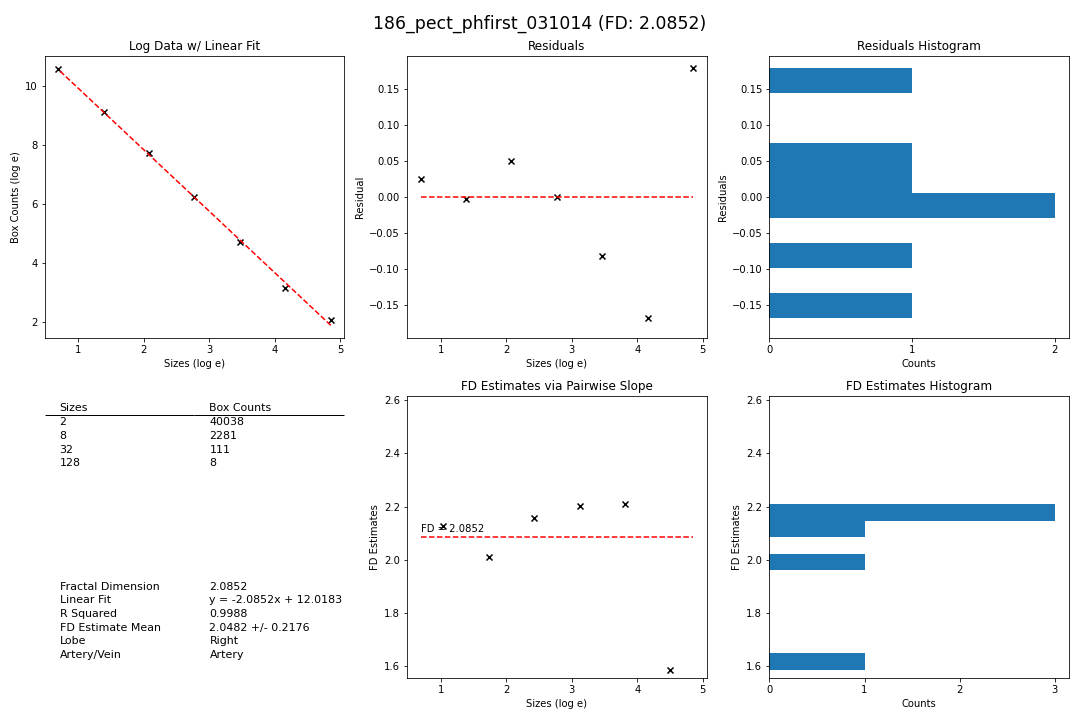 186_pect_phfirst_031014 (FD: 2.0852)
Log Data w/ Linear Fit
Box Counts (log e)
10
8
6
4
2
1 2 3 4 5
Sizes (log e)
Residuals
Residual
0.15
0.10
0.05
0.00
−0.05
−0.10
−0.15
1 2 3 4 5
Sizes (log e)
Residuals Histogram
Residuals
0.15
0.10
0.05
0.00
−0.05
−0.10
−0.15
0 1 2
Counts
Sizes Box Counts
2 40038
8 2281
32 111
128 8
Fractal Dimension 2.0852
Linear Fit y = -2.0852x + 12.0183
R Squared 0.9988
FD Estimate Mean 2.0482 +/- 0.2176
Lobe Right
Artery/Vein Artery
FD Estimates via Pairwise Slope
FD Estimates
2.6
2.4
2.2
2.0
1.8
1.6
FD = 2.0852
1 2 3 4 5
Sizes (log e)
FD Estimates Histogram
FD Estimates
2.6
2.4
2.2
2.0
1.8
1.6
0 1 2 3
Counts